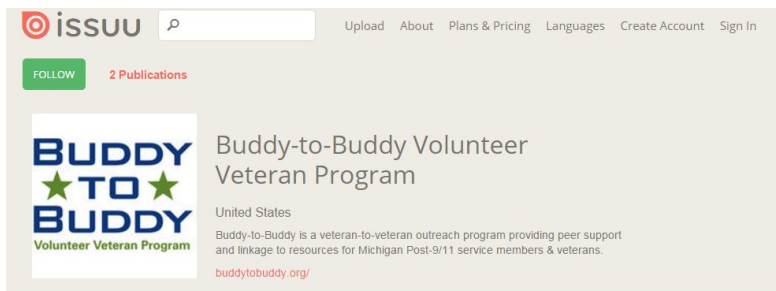 issuu
Upload About Plans & Pricing Languages Create Account Sign In
FOLLOW 2 Publications
BUDDY
TO
BUDDY
Volunteer Veteran Program
Buddy-to-Buddy Volunteer
Veteran Program
United States
Buddy-to-Buddy is a veteran-to-veteran outreach program providing peer support
and linkage to resources for Michigan Post-9/11 service members & veterans.
buddytobuddy.org/